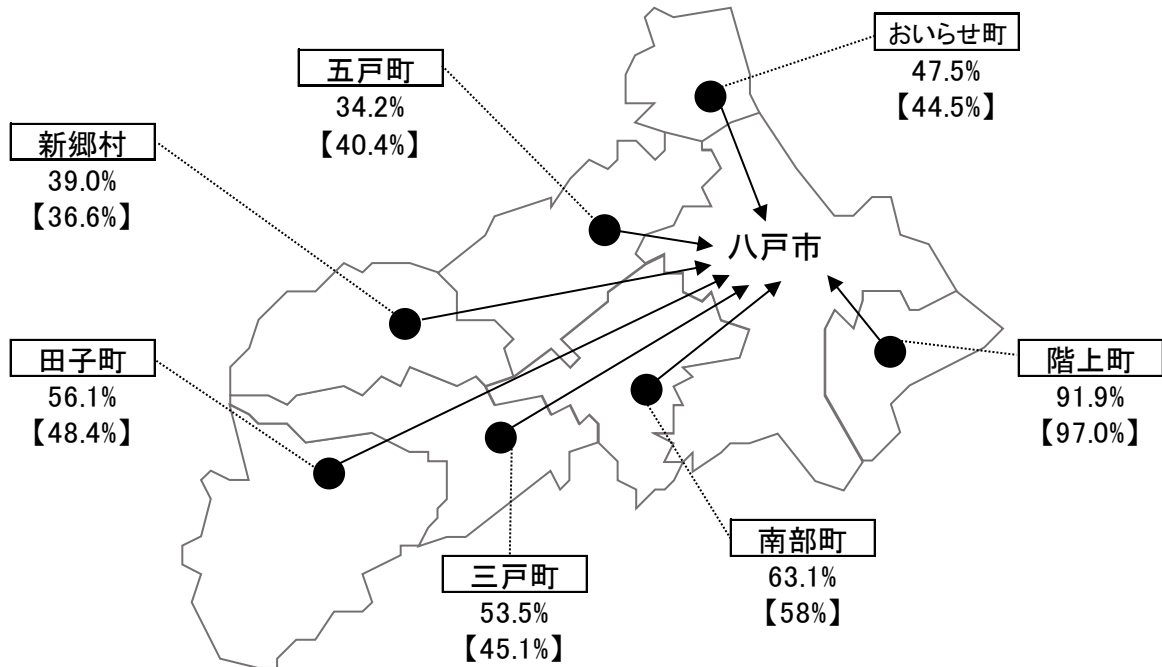 おいらせ町
47.5%
【44.5%】
五戸町
34.2%
【40.4%】
新郷村
39.0%
【36.6%】
八戸市
田子町
56.1%
【48.4%】
階上町
91.9%
【97.0%】
南部町
63.1%
【58%】
三戸町
53.5%
【45.1%】